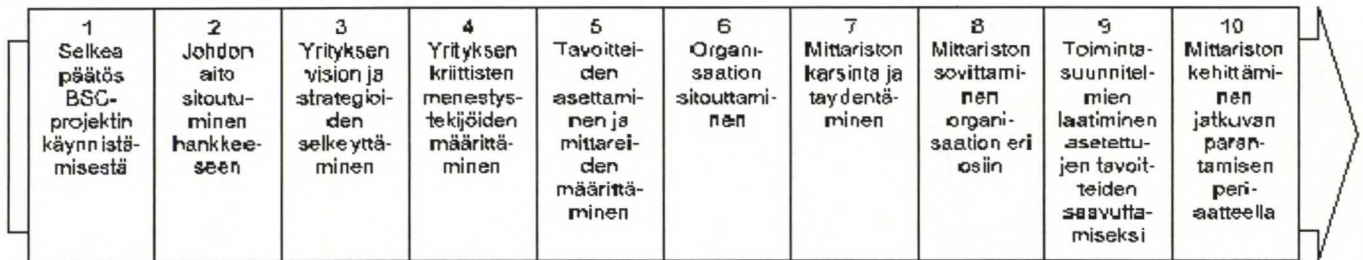 1
Selkea
päätös
BSC-
projektin
käynnistä-
misestä
2
Johdon
aito
sitoutu-
minen
hankkee-
seen
3
Yrityksen
vision ja
strategioi-
den
selkeyttä-
minen
4
Yrityksen
kriittisten
menestys-
tekijöiden
määrittä-
minen
5
Tavoittei-
den
asettami-
nen ja
mittarei-
den
määrittä-
minen
6
Organi-
saation
sitouttami-
nen
7
Mittariston
karsinta ja
taydentä-
minen
8
Mittariston
sovittami-
nen
organi-
saation eri
osiin
9
Toiminta-
suunnitel-
mien
laatiminen
asetettu-
jen tavoit-
teiden
saavutta-
miseksi
10
Mittariston
kehittämi-
nen
jatkuvan
paran-
tamisen
peri-
aatteella